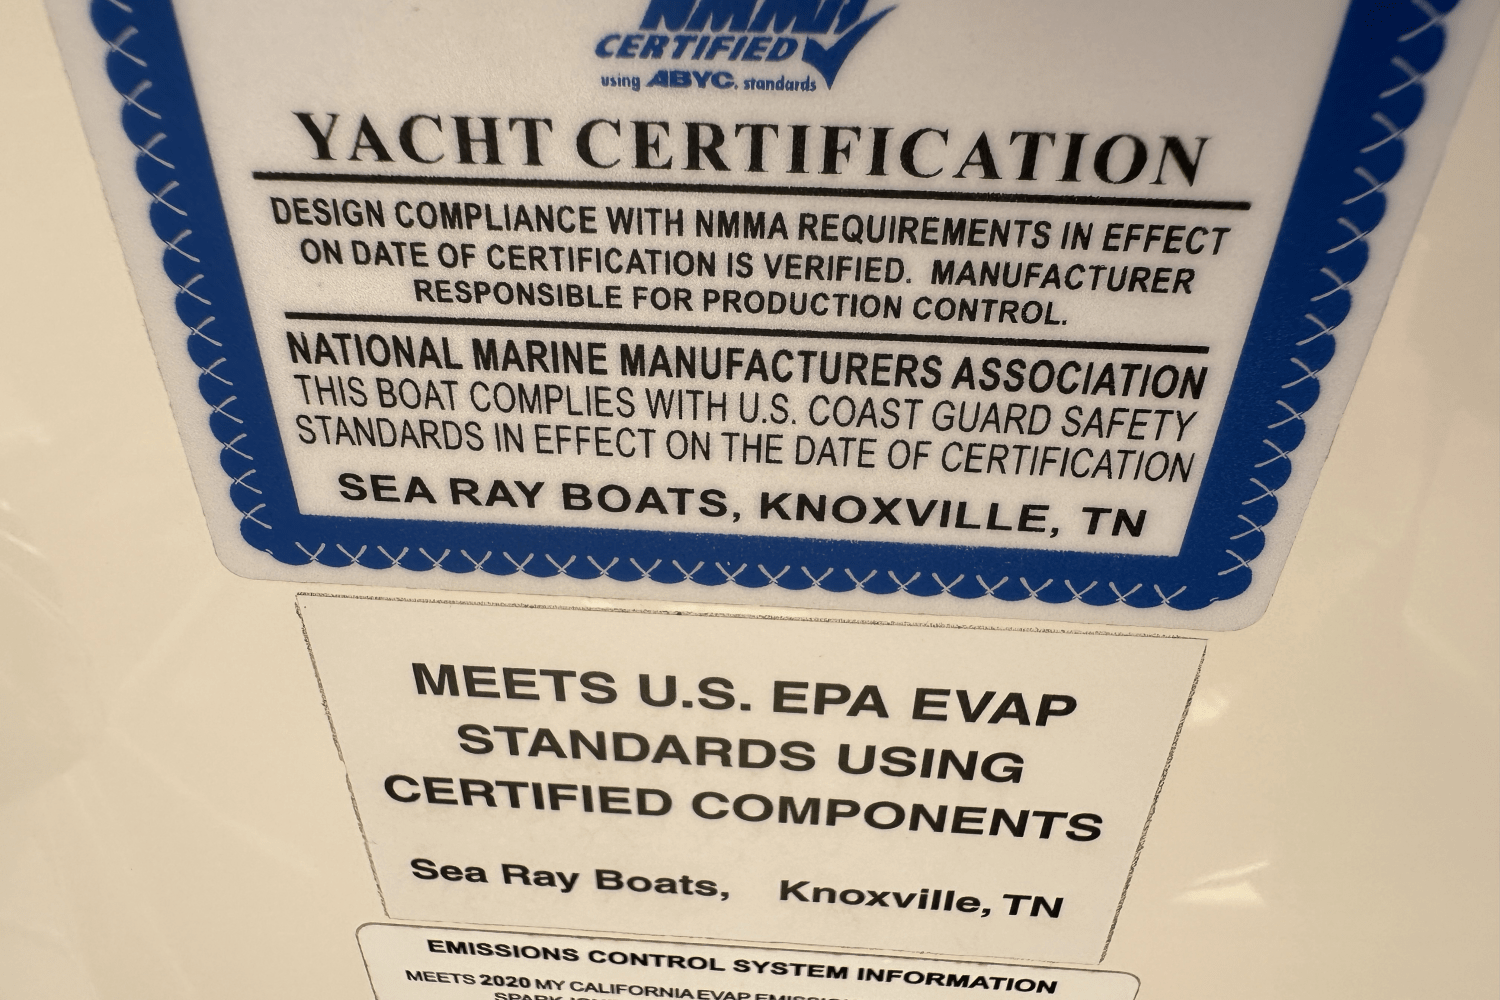 NMMA
CERTIFIED
using ABYC. standards
YACHT CERTIFICATION
DESIGN COMPLIANCE WITH NMMA REQUIREMENTS IN EFFECT
ON DATE OF CERTIFICATION IS VERIFIED. MANUFACTURER
RESPONSIBLE FOR PRODUCTION CONTROL.
NATIONAL MARINE MANUFACTURERS ASSOCIATION
THIS BOAT COMPLIES WITH U.S. COAST GUARD SAFETY
STANDARDS IN EFFECT ON THE DATE OF CERTIFICATION
SEA RAY BOATS, KNOXVILLE, TN
MEETS U.S. EPA EVAP
STANDARDS USING
CERTIFIED COMPONENTS
Sea Ray Boats, Knoxville, TN
EMISSIONS CONTROL SYSTEM INFORMATION
MEETS 2020 MY CALIFORNIA EVAP